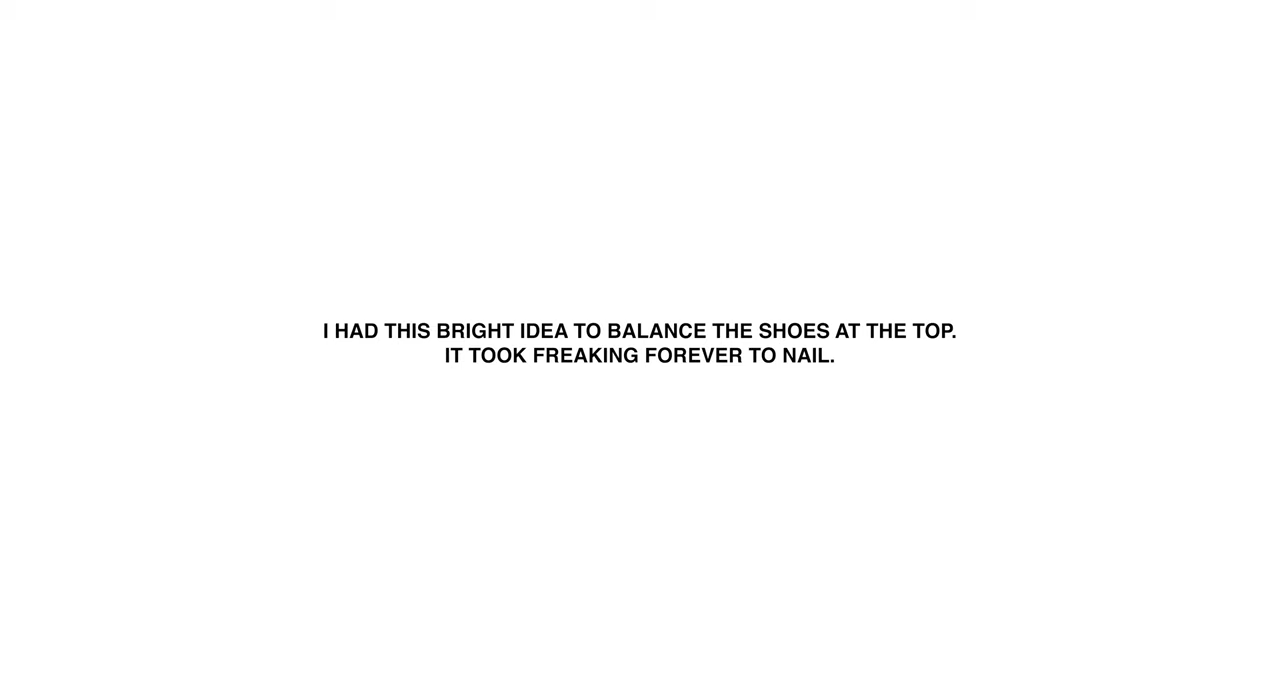 I HAD THIS BRIGHT IDEA TO BALANCE THE SHOES AT THE TOP.
IT TOOK FREAKING FOREVER TO NAIL.